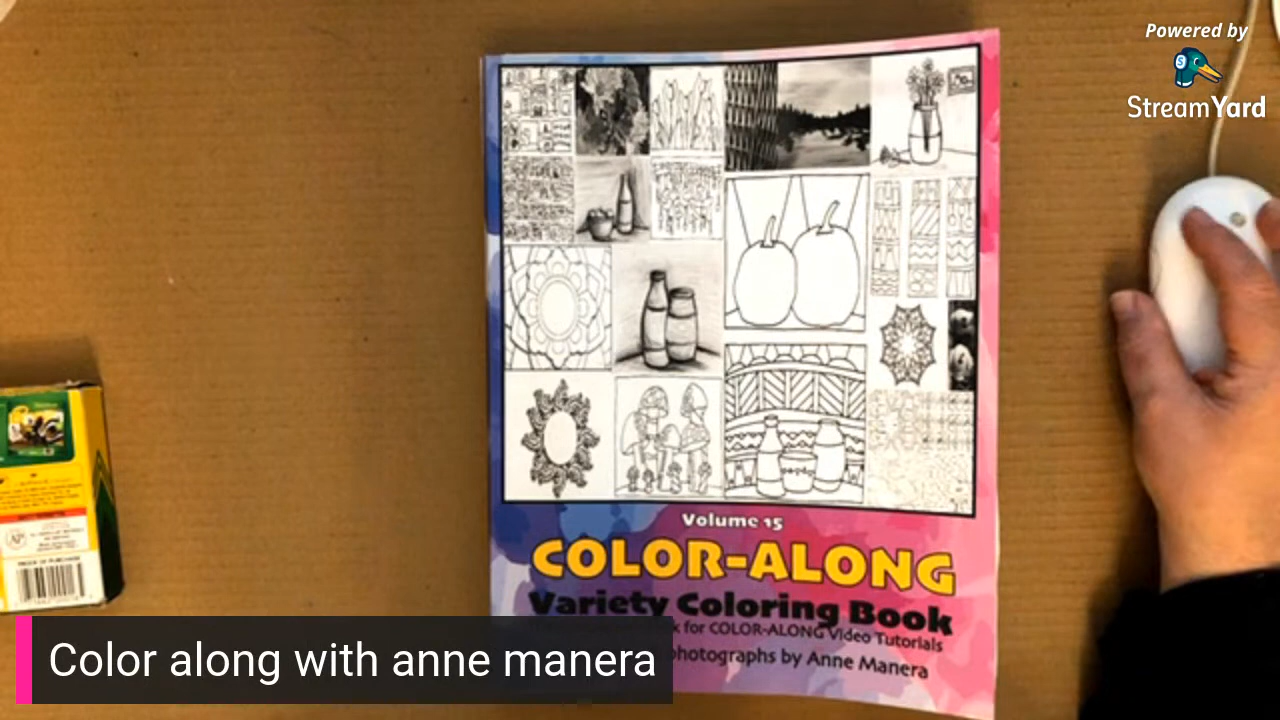 Powered by
StreamYard
Volume 15
COLOR-ALONG
Variety Coloring Book
k for COLOR-ALONG Video Tutorials
photographs by Anne Manera
Color along with anne manera